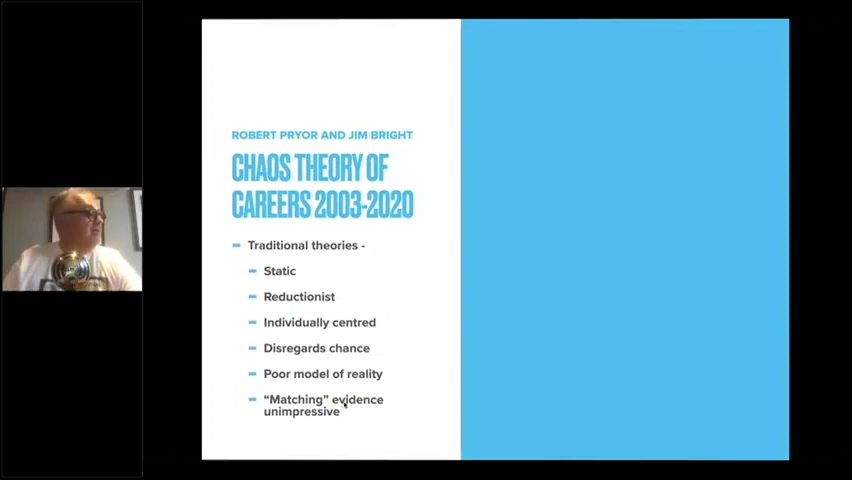 ROBERT PRYOR AND JIM BRIGHT
CHAOS THEORY OF
CAREERS 2003-2020
Traditional theories -
Static
Reductionist
Individually centred
Disregards chance
Poor model of reality
“Matching” evidence
unimpressive